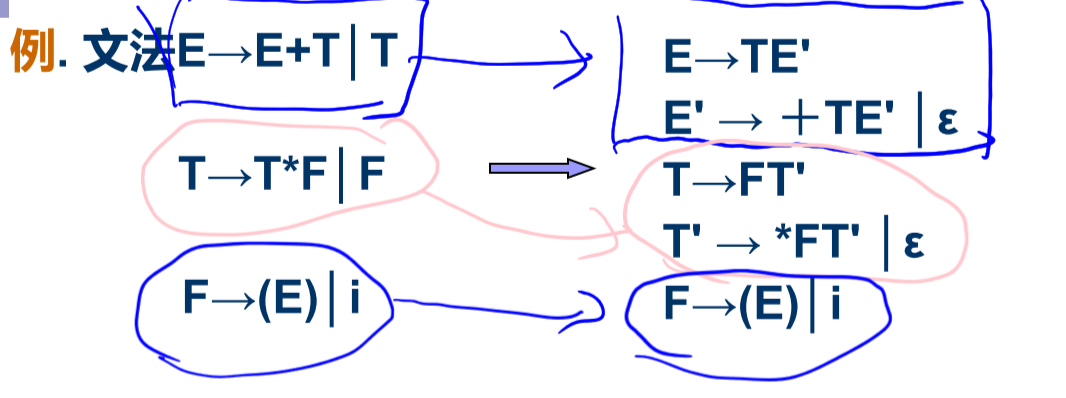 例. 文法E→E+T│T
T→T*F│F
F→(E)│i
E→TE'
E' → ＋TE' │ε
T→FT'
T' → *FT' │ε
F→(E)│i